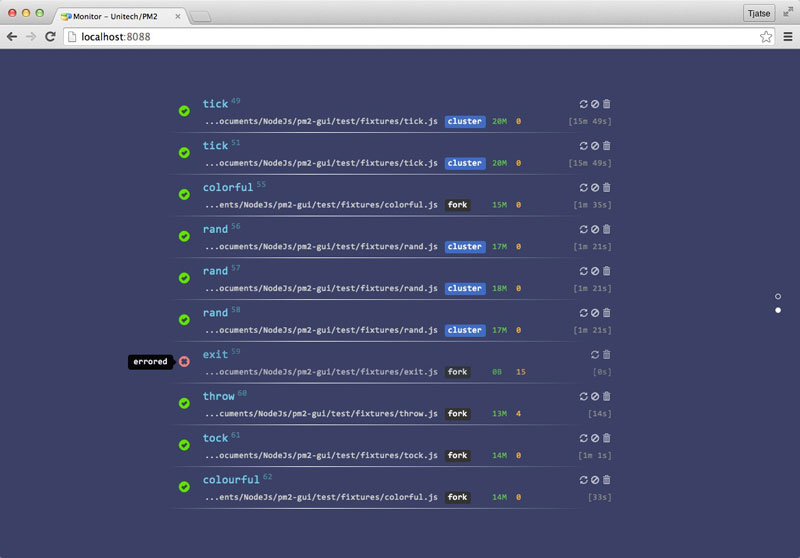 Monitor – Unitech/PM2
Tjatse
localhost:8088
tick 49
...ocuments/NodeJs/pm2-gui/test/fixtures/tick.js cluster 20M 0 [15m 49s]
tick 51
...ocuments/NodeJs/pm2-gui/test/fixtures/tick.js cluster 20M 0 [15m 49s]
colorful 55
...ents/NodeJs/pm2-gui/test/fixtures/colorful.js fork 15M 0 [1m 35s]
rand 56
...ocuments/NodeJs/pm2-gui/test/fixtures/rand.js cluster 17M 0 [1m 21s]
rand 57
...ocuments/NodeJs/pm2-gui/test/fixtures/rand.js cluster 18M 0 [1m 21s]
rand 58
...ocuments/NodeJs/pm2-gui/test/fixtures/rand.js cluster 17M 0 [1m 21s]
exit 59
errored
...ocuments/NodeJs/pm2-gui/test/fixtures/exit.js fork 0B 15 [0s]
throw 60
...cuments/NodeJs/pm2-gui/test/fixtures/throw.js fork 13M 4 [14s]
tock 61
...ocuments/NodeJs/pm2-gui/test/fixtures/tock.js fork 14M 0 [1m 1s]
colourful 62
...ents/NodeJs/pm2-gui/test/fixtures/colorful.js fork 14M 0 [33s]